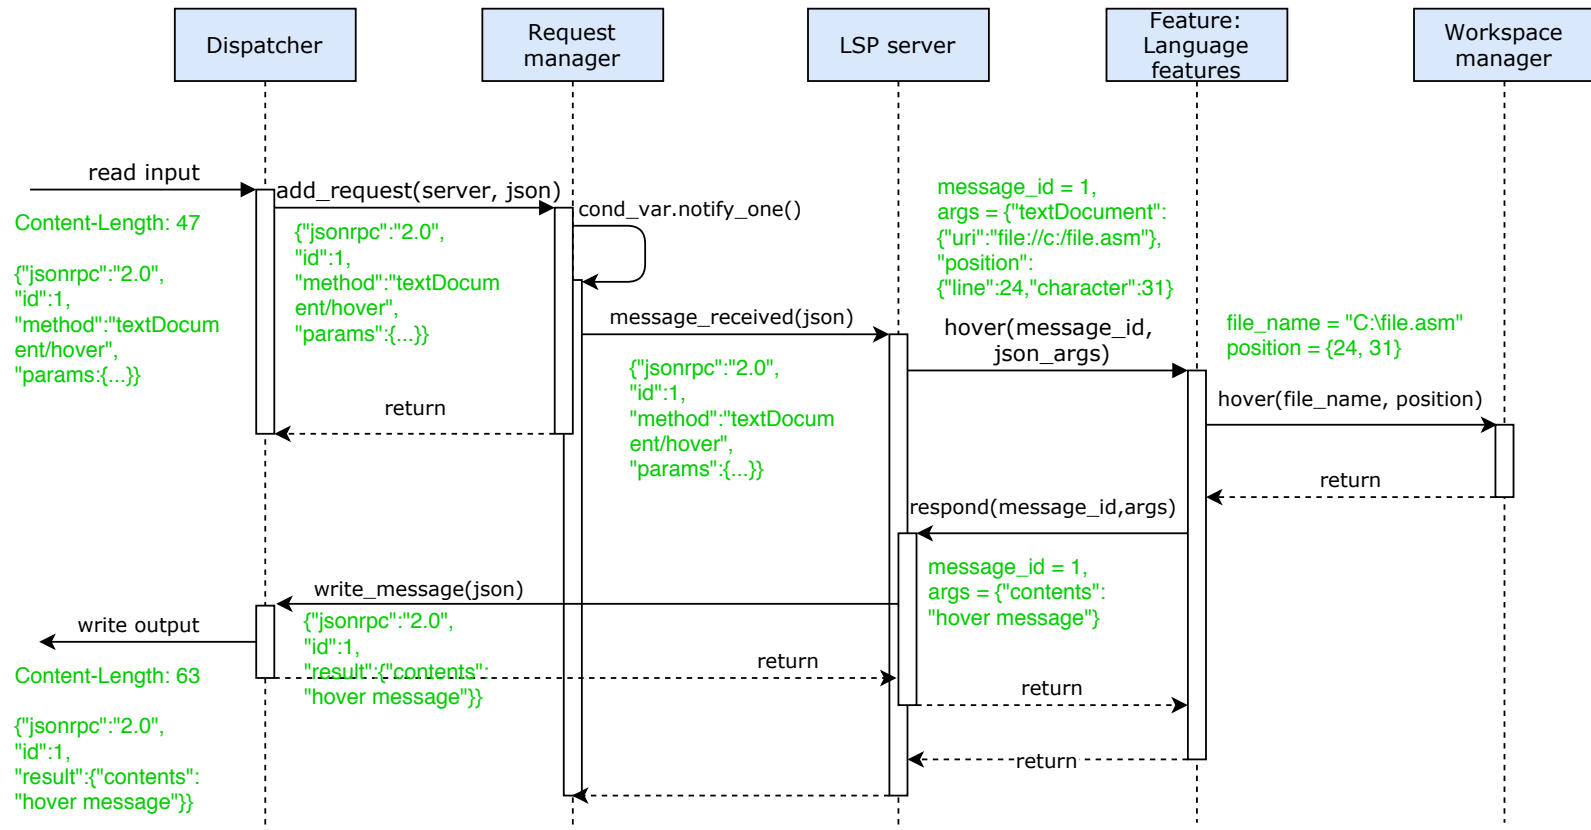 Dispatcher
Request
manager
LSP server
Feature:
Language
features
Workspace
manager
read input
Content-Length: 47
{"jsonrpc":"2.0",
"id":1,
"method":"textDocum
ent/hover",
"params:{...}}
add_request(server, json)
{"jsonrpc":"2.0",
"id":1,
"method":"textDocum
ent/hover",
"params":{...}}
cond_var.notify_one()
return
message_received(json)
{"jsonrpc":"2.0",
"id":1,
"method":"textDocum
ent/hover",
"params":{...}}
message_id = 1,
args = {"textDocument":
{"uri":"file://c:/file.asm"},
"position":
{"line":24,"character":31}
hover(message_id,
json_args)
file_name = "C:\file.asm"
position = {24, 31}
hover(file_name, position)
return
respond(message_id,args)
message_id = 1,
args = {"contents":
"hover message"}
write_message(json)
{"jsonrpc":"2.0",
"id":1,
"result":{"contents":
"hover message"}}
write output
Content-Length: 63
{"jsonrpc":"2.0",
"id":1,
"result":{"contents":
"hover message"}}
return
return
return